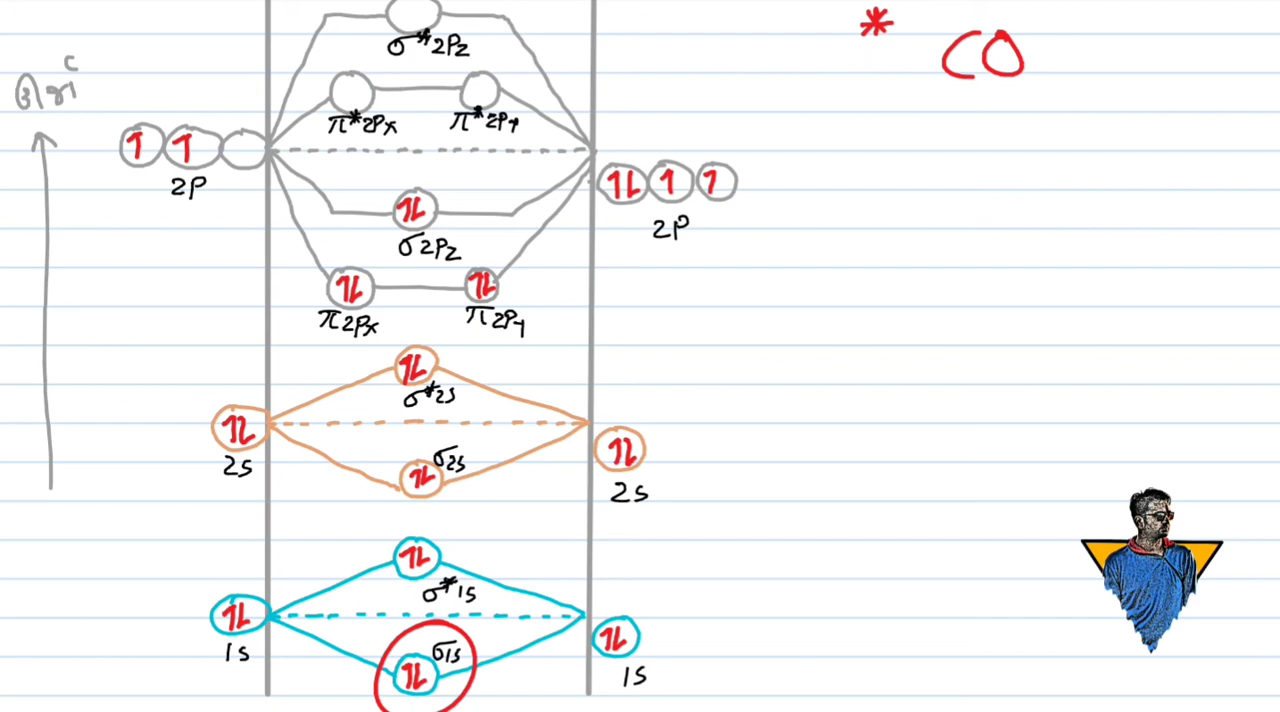 * CO
σ*2Pz
π*2Px π*2Py
2P
2P
σ2Pz
π2Px π2Py
σ*2s
2s
σ2s
2s
σ*1s
1s
σ1s
1s